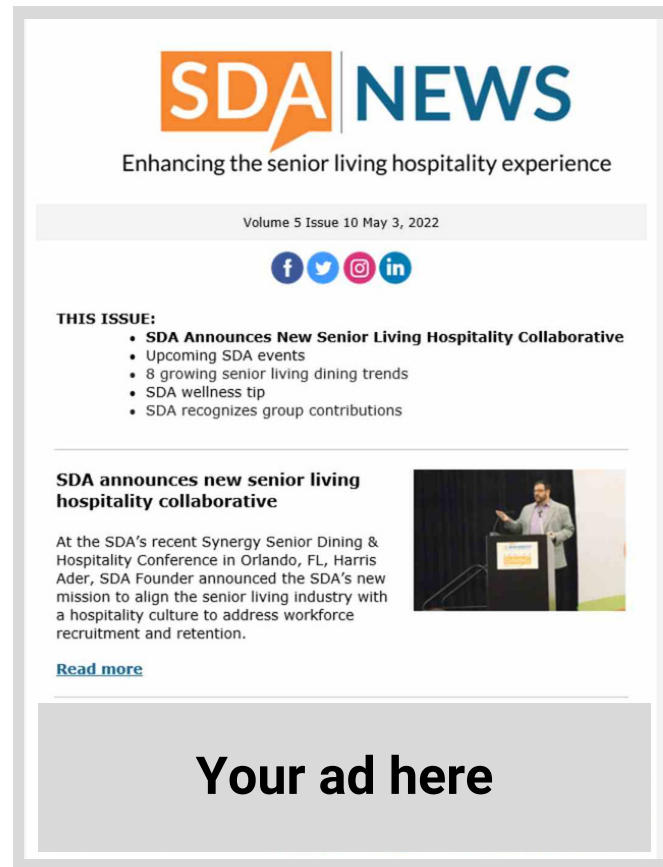 SDA NEWS
Enhancing the senior living hospitality experience
Volume 5 Issue 10 May 3, 2022
THIS ISSUE:
• SDA Announces New Senior Living Hospitality Collaborative
• Upcoming SDA events
• 8 growing senior living dining trends
• SDA wellness tip
• SDA recognizes group contributions
SDA announces new senior living
hospitality collaborative
At the SDA's recent Synergy Senior Dining &
Hospitality Conference in Orlando, FL, Harris
Ader, SDA Founder announced the SDA's new
mission to align the senior living industry with
a hospitality culture to address workforce
recruitment and retention.
Read more
Your ad here